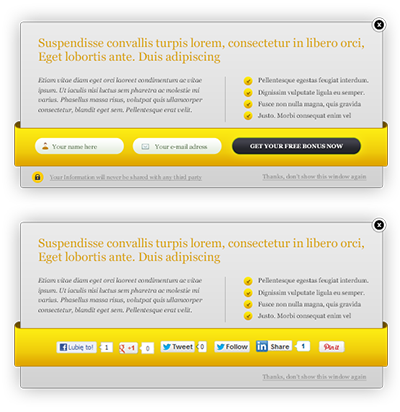 Suspendisse convallis turpis lorem, consectetur in libero orci,
Eget lobortis ante. Duis adipiscing
Etiam vitae diam eget orci laoreet condimentum ac vitae
turpis. Ut iaculis nisi luctus sem pharetra ac molestie mi
varius. Phasellus massa risus, volutpat quis ullamcorper
consectetur, blandit eget est. Pellentesque erat velit.
Pellentesque egestas feugiat interdum.
Dignissim vulputate ligula eu semper.
Fusce non nulla magna, quis gravida
Justo. Morbi consequat enim vel
Your name here
Your e-mail adress
GET YOUR FREE BONUS NOW
Your Information will never be shared with any third party
Thanks, don't show this window again
Suspendisse convallis turpis lorem, consectetur in libero orci,
Eget lobortis ante. Duis adipiscing
Etiam vitae diam eget orci laoreet condimentum ac vitae
turpis. Ut iaculis nisi luctus sem pharetra ac molestie mi
varius. Phasellus massa risus, volutpat quis ullamcorper
consectetur, blandit eget est. Pellentesque erat velit.
Pellentesque egestas feugiat interdum.
Dignissim vulputate ligula eu semper.
Fusce non nulla magna, quis gravida
Justo. Morbi consequat enim vel
Lubię to! 1 +1 0 Tweet 0 Follow in Share 1 Pin it
Thanks, don't show this window again